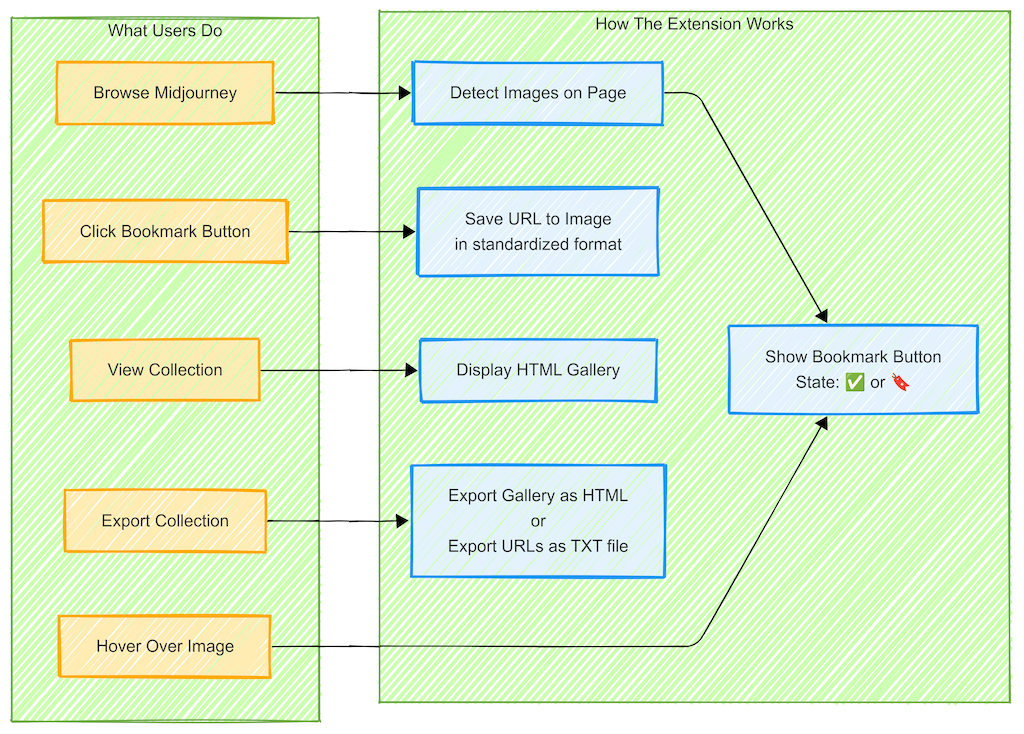 What Users Do
How The Extension Works
Browse Midjourney
Detect Images on Page
Click Bookmark Button
Save URL to Image
in standardized format
View Collection
Display HTML Gallery
Show Bookmark Button
State: ✅ or 🔖
Export Collection
Export Gallery as HTML
or
Export URLs as TXT file
Hover Over Image